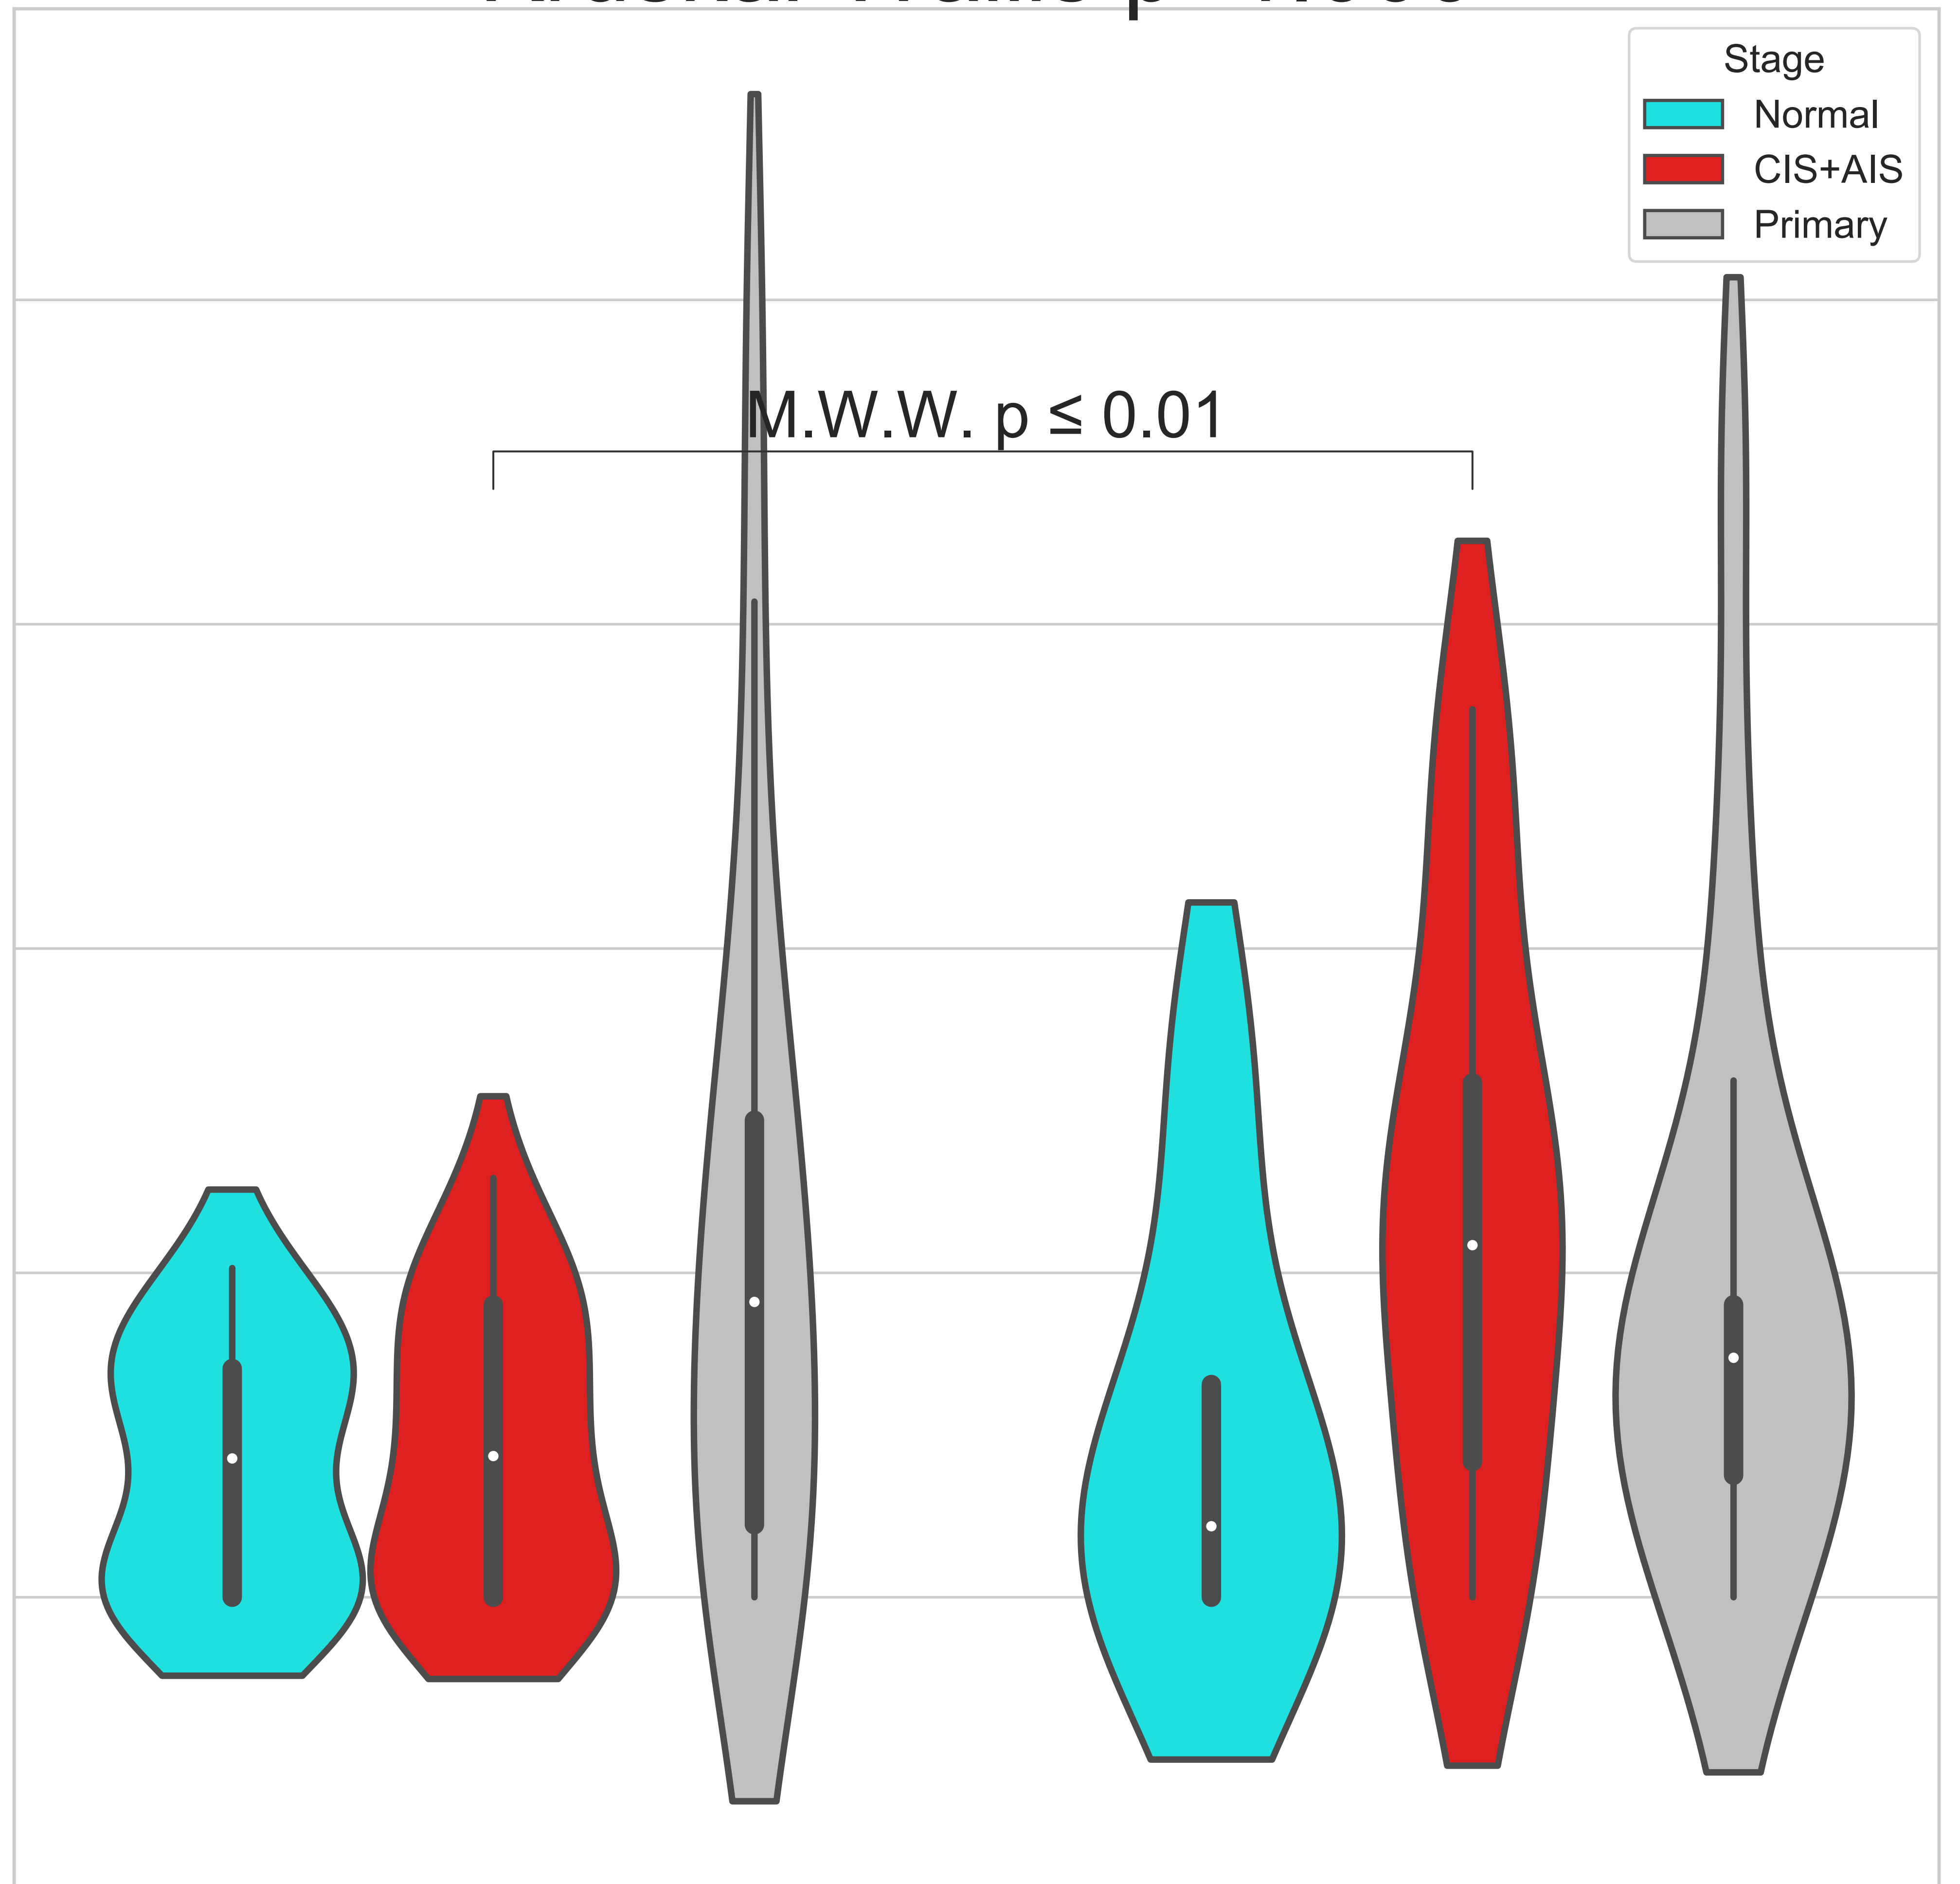 Stage
Normal
CIS+AIS
Primary
M.W.W. p ≤ 0.01